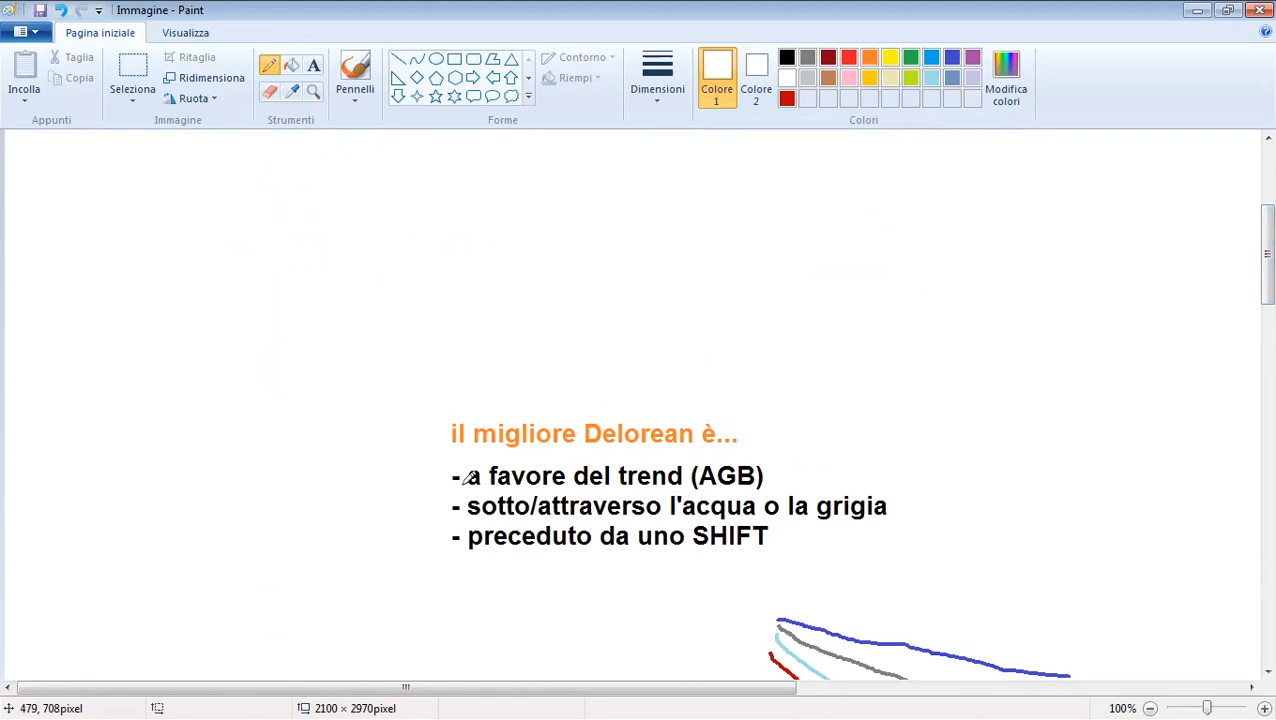 Immagine - Paint
Pagina iniziale
Visualizza
Incolla
Taglia
Copia
Appunti
Seleziona
Ritaglia
Ridimensiona
Ruota
Immagine
A
Strumenti
Pennelli
Contorno
Riempi
Forme
Dimensioni
Colore 1
Colore 2
Modifica colori
Colori
il migliore Delorean è...
- a favore del trend (AGB)
- sotto/attraverso l'acqua o la grigia
- preceduto da uno SHIFT
479, 708pixel
2100 × 2970pixel
100%